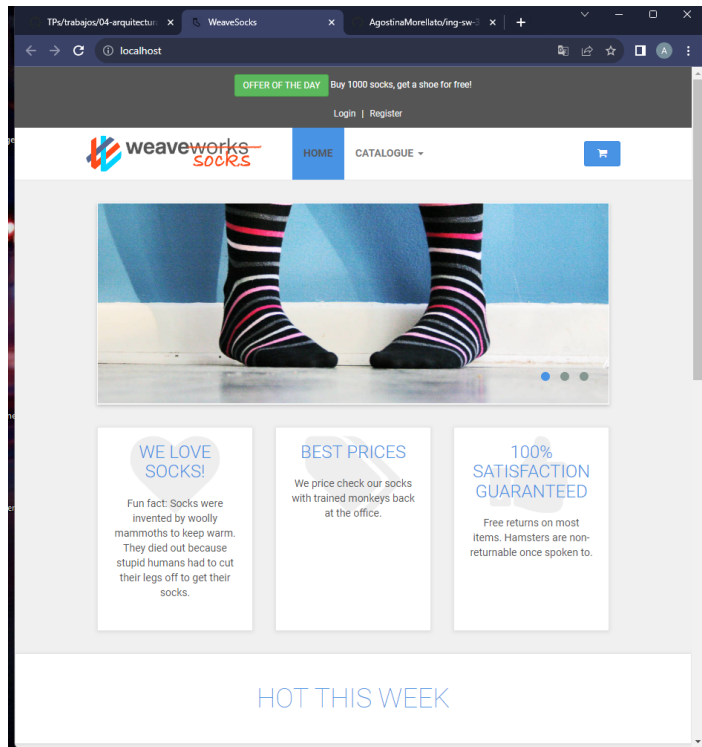 TPs/trabajos/04-arquitectur
WeaveSocks
AgostinaMorellato/ing-sw-3
localhost
A
OFFER OF THE DAY Buy 1000 socks, get a shoe for free!
Login | Register
weaveworks
socks
HOME
CATALOGUE
WE LOVE
SOCKS!
Fun fact: Socks were
invented by woolly
mammoths to keep warm.
They died out because
stupid humans had to cut
their legs off to get their
socks.
BEST PRICES
We price check our socks
with trained monkeys back
at the office.
100%
SATISFACTION
GUARANTEED
Free returns on most
items. Hamsters are non-
returnable once spoken to.
HOT THIS WEEK